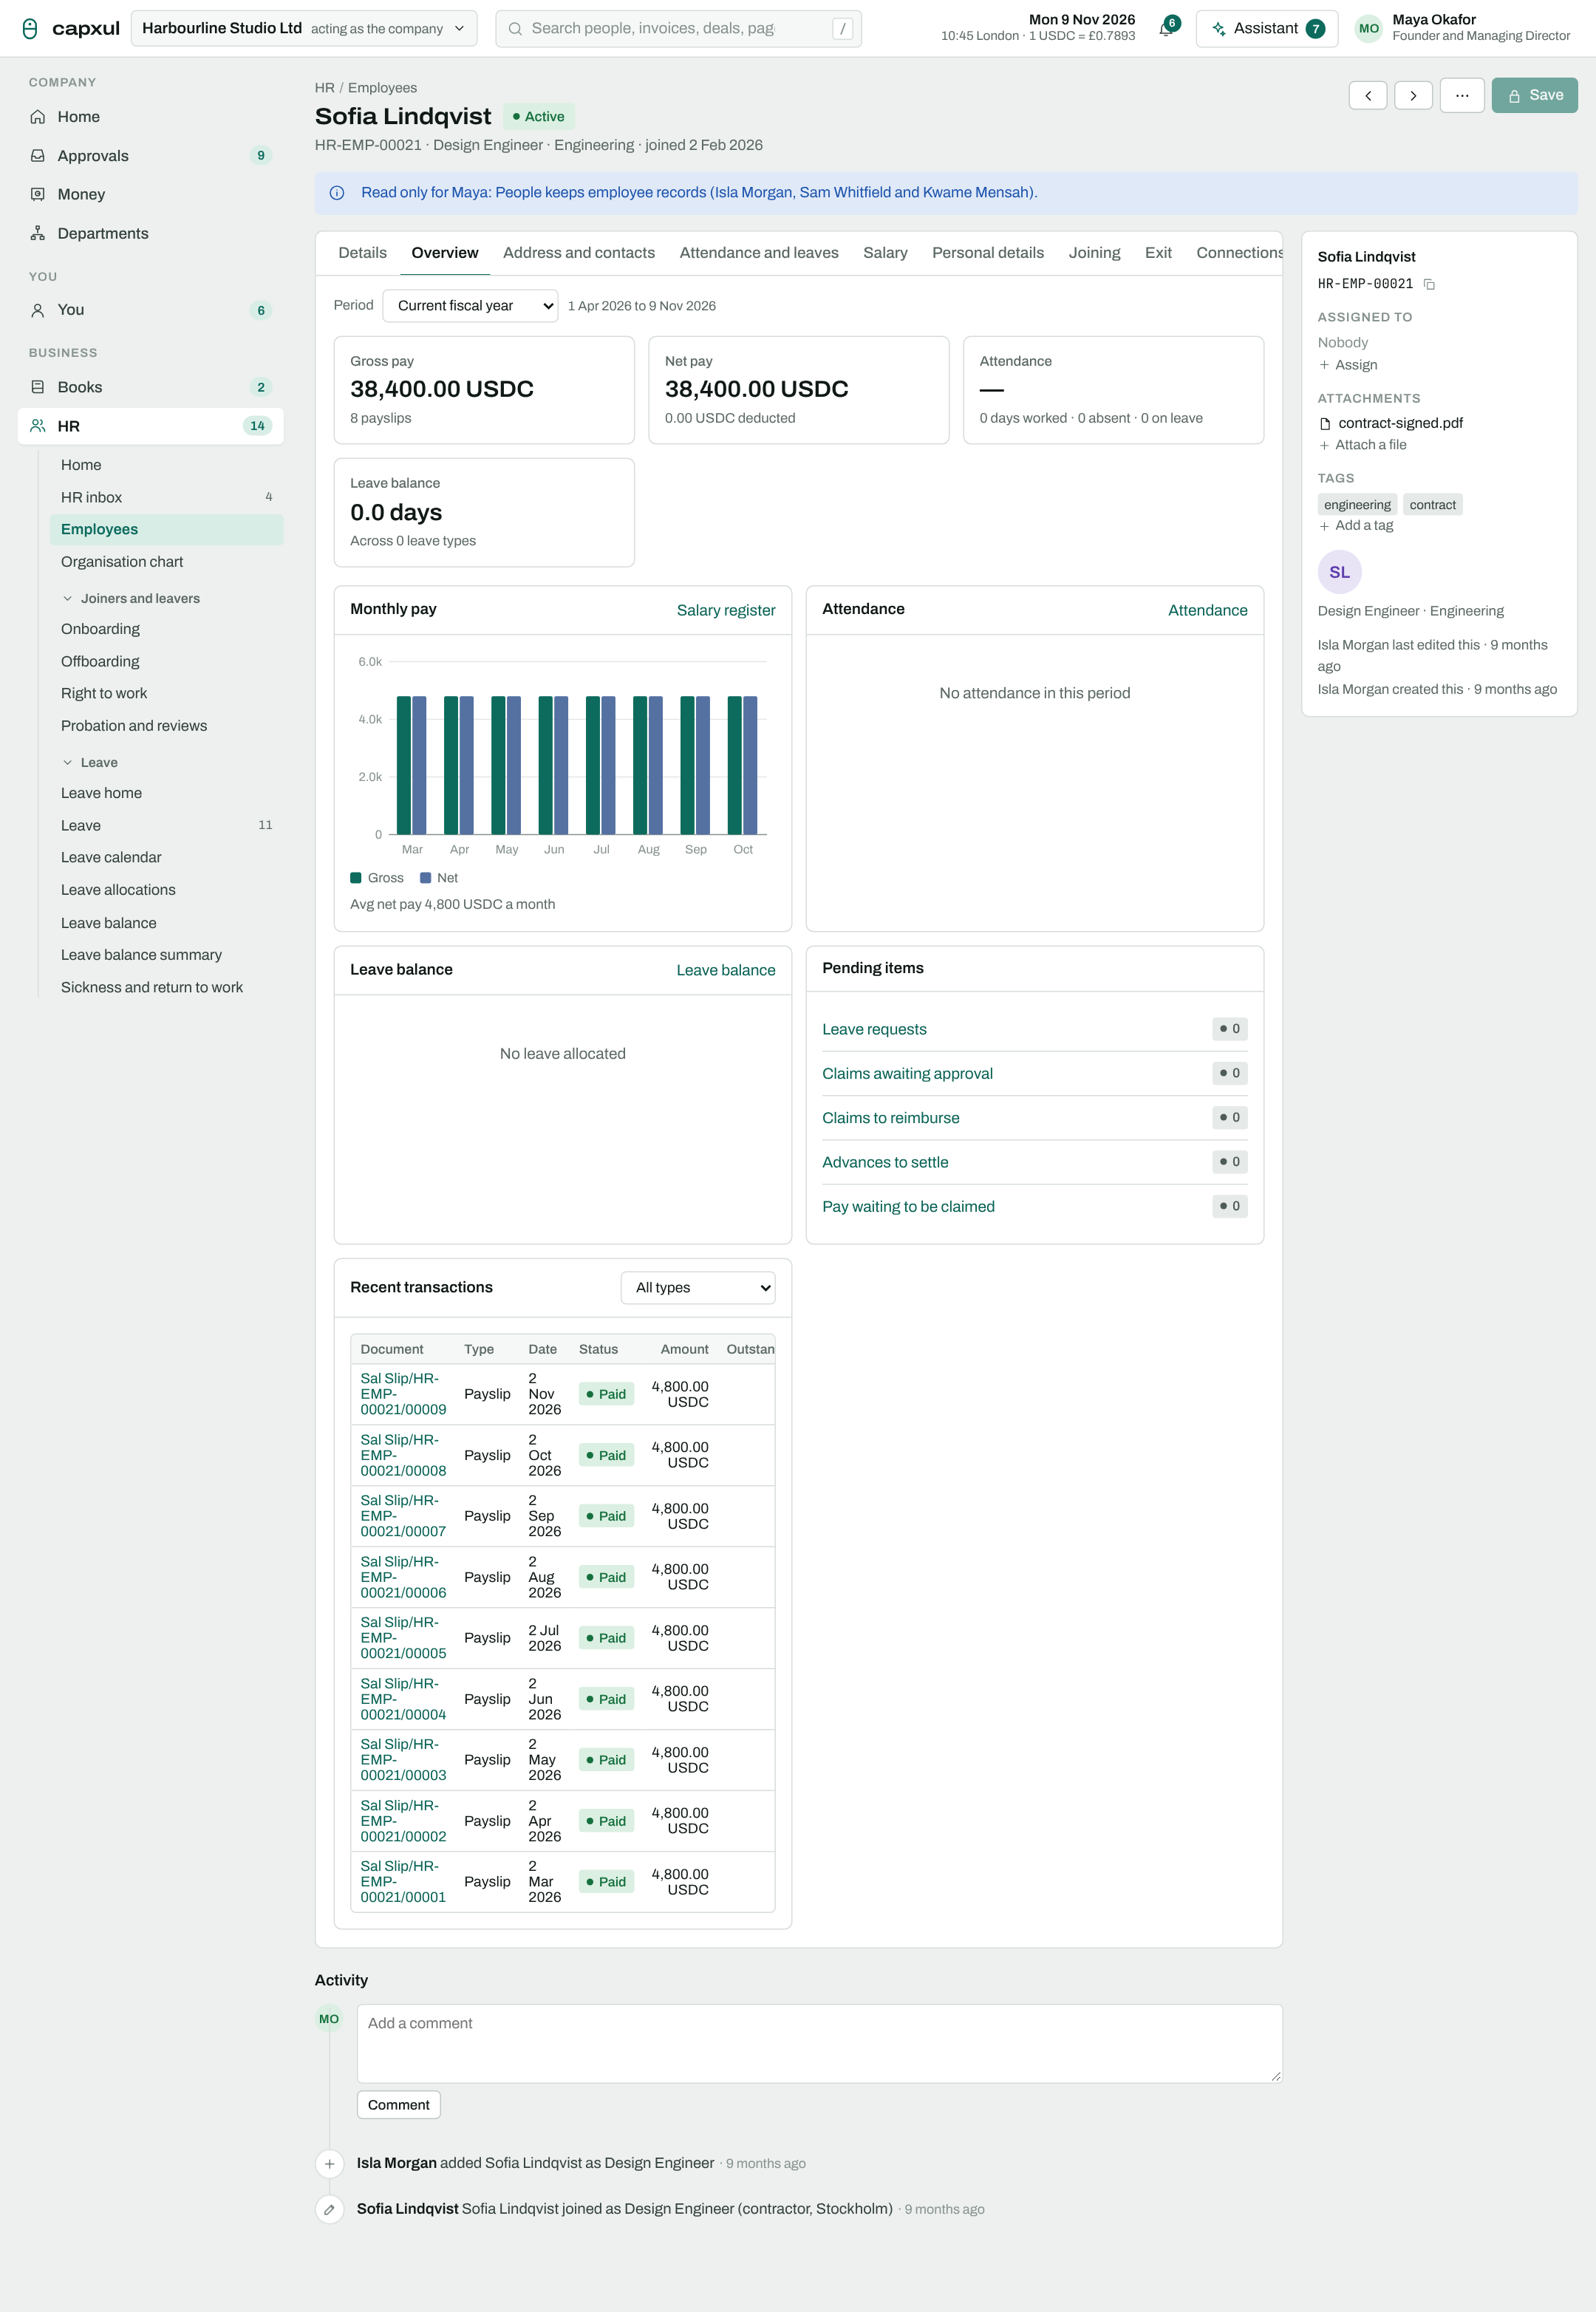 capxul
Harbourline Studio Ltd acting as the company
Search people, invoices, deals, pag
/
Mon 9 Nov 2026
10:45 London · 1 USDC = £0.7893
6
Assistant 7
MO
Maya Okafor
Founder and Managing Director
COMPANY
Home
Approvals 9
Money
Departments
YOU
You 6
BUSINESS
Books 2
HR 14
Home
HR inbox 4
Employees
Organisation chart
Joiners and leavers
Onboarding
Offboarding
Right to work
Probation and reviews
Leave
Leave home
Leave 11
Leave calendar
Leave allocations
Leave balance
Leave balance summary
Sickness and return to work
HR / Employees
Sofia Lindqvist Active
HR-EMP-00021 · Design Engineer · Engineering · joined 2 Feb 2026
Save
Read only for Maya: People keeps employee records (Isla Morgan, Sam Whitfield and Kwame Mensah).
Details Overview Address and contacts Attendance and leaves Salary Personal details Joining Exit Connections
Period Current fiscal year 1 Apr 2026 to 9 Nov 2026
Gross pay
38,400.00 USDC
8 payslips
Net pay
38,400.00 USDC
0.00 USDC deducted
Attendance
—
0 days worked · 0 absent · 0 on leave
Leave balance
0.0 days
Across 0 leave types
Monthly pay Salary register
6.0k
4.0k
2.0k
0
Mar Apr May Jun Jul Aug Sep Oct
Gross Net
Avg net pay 4,800 USDC a month
Attendance Attendance
No attendance in this period
Leave balance Leave balance
No leave allocated
Pending items
Leave requests 0
Claims awaiting approval 0
Claims to reimburse 0
Advances to settle 0
Pay waiting to be claimed 0
Recent transactions All types
Document Type Date Status Amount Outstan
Sal Slip/HR-
EMP-
00021/00009
Payslip
2
Nov
2026
Paid
4,800.00
USDC
Sal Slip/HR-
EMP-
00021/00008
Payslip
2
Oct
2026
Paid
4,800.00
USDC
Sal Slip/HR-
EMP-
00021/00007
Payslip
2
Sep
2026
Paid
4,800.00
USDC
Sal Slip/HR-
EMP-
00021/00006
Payslip
2
Aug
2026
Paid
4,800.00
USDC
Sal Slip/HR-
EMP-
00021/00005
Payslip
2 Jul
2026
Paid
4,800.00
USDC
Sal Slip/HR-
EMP-
00021/00004
Payslip
2
Jun
2026
Paid
4,800.00
USDC
Sal Slip/HR-
EMP-
00021/00003
Payslip
2
May
2026
Paid
4,800.00
USDC
Sal Slip/HR-
EMP-
00021/00002
Payslip
2
Apr
2026
Paid
4,800.00
USDC
Sal Slip/HR-
EMP-
00021/00001
Payslip
2
Mar
2026
Paid
4,800.00
USDC
Sofia Lindqvist
HR-EMP-00021
ASSIGNED TO
Nobody
+ Assign
ATTACHMENTS
contract-signed.pdf
+ Attach a file
TAGS
engineering contract
+ Add a tag
SL
Design Engineer · Engineering
Isla Morgan last edited this · 9 months
ago
Isla Morgan created this · 9 months ago
Activity
MO
Add a comment
Comment
Isla Morgan added Sofia Lindqvist as Design Engineer · 9 months ago
Sofia Lindqvist Sofia Lindqvist joined as Design Engineer (contractor, Stockholm) · 9 months ago